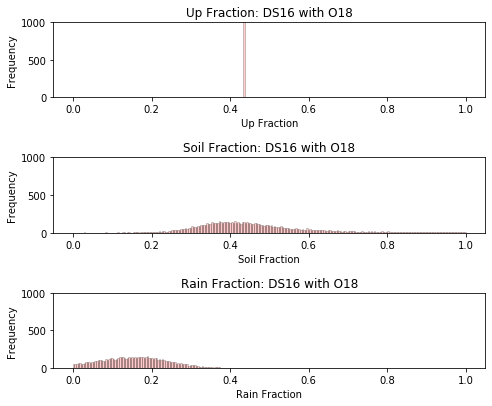 Up Fraction: DS16 with O18
1000
500
0
Frequency
0.0 0.2 0.4 0.6 0.8 1.0
Up Fraction
Soil Fraction: DS16 with O18
1000
500
0
Frequency
0.0 0.2 0.4 0.6 0.8 1.0
Soil Fraction
Rain Fraction: DS16 with O18
1000
500
0
Frequency
0.0 0.2 0.4 0.6 0.8 1.0
Rain Fraction